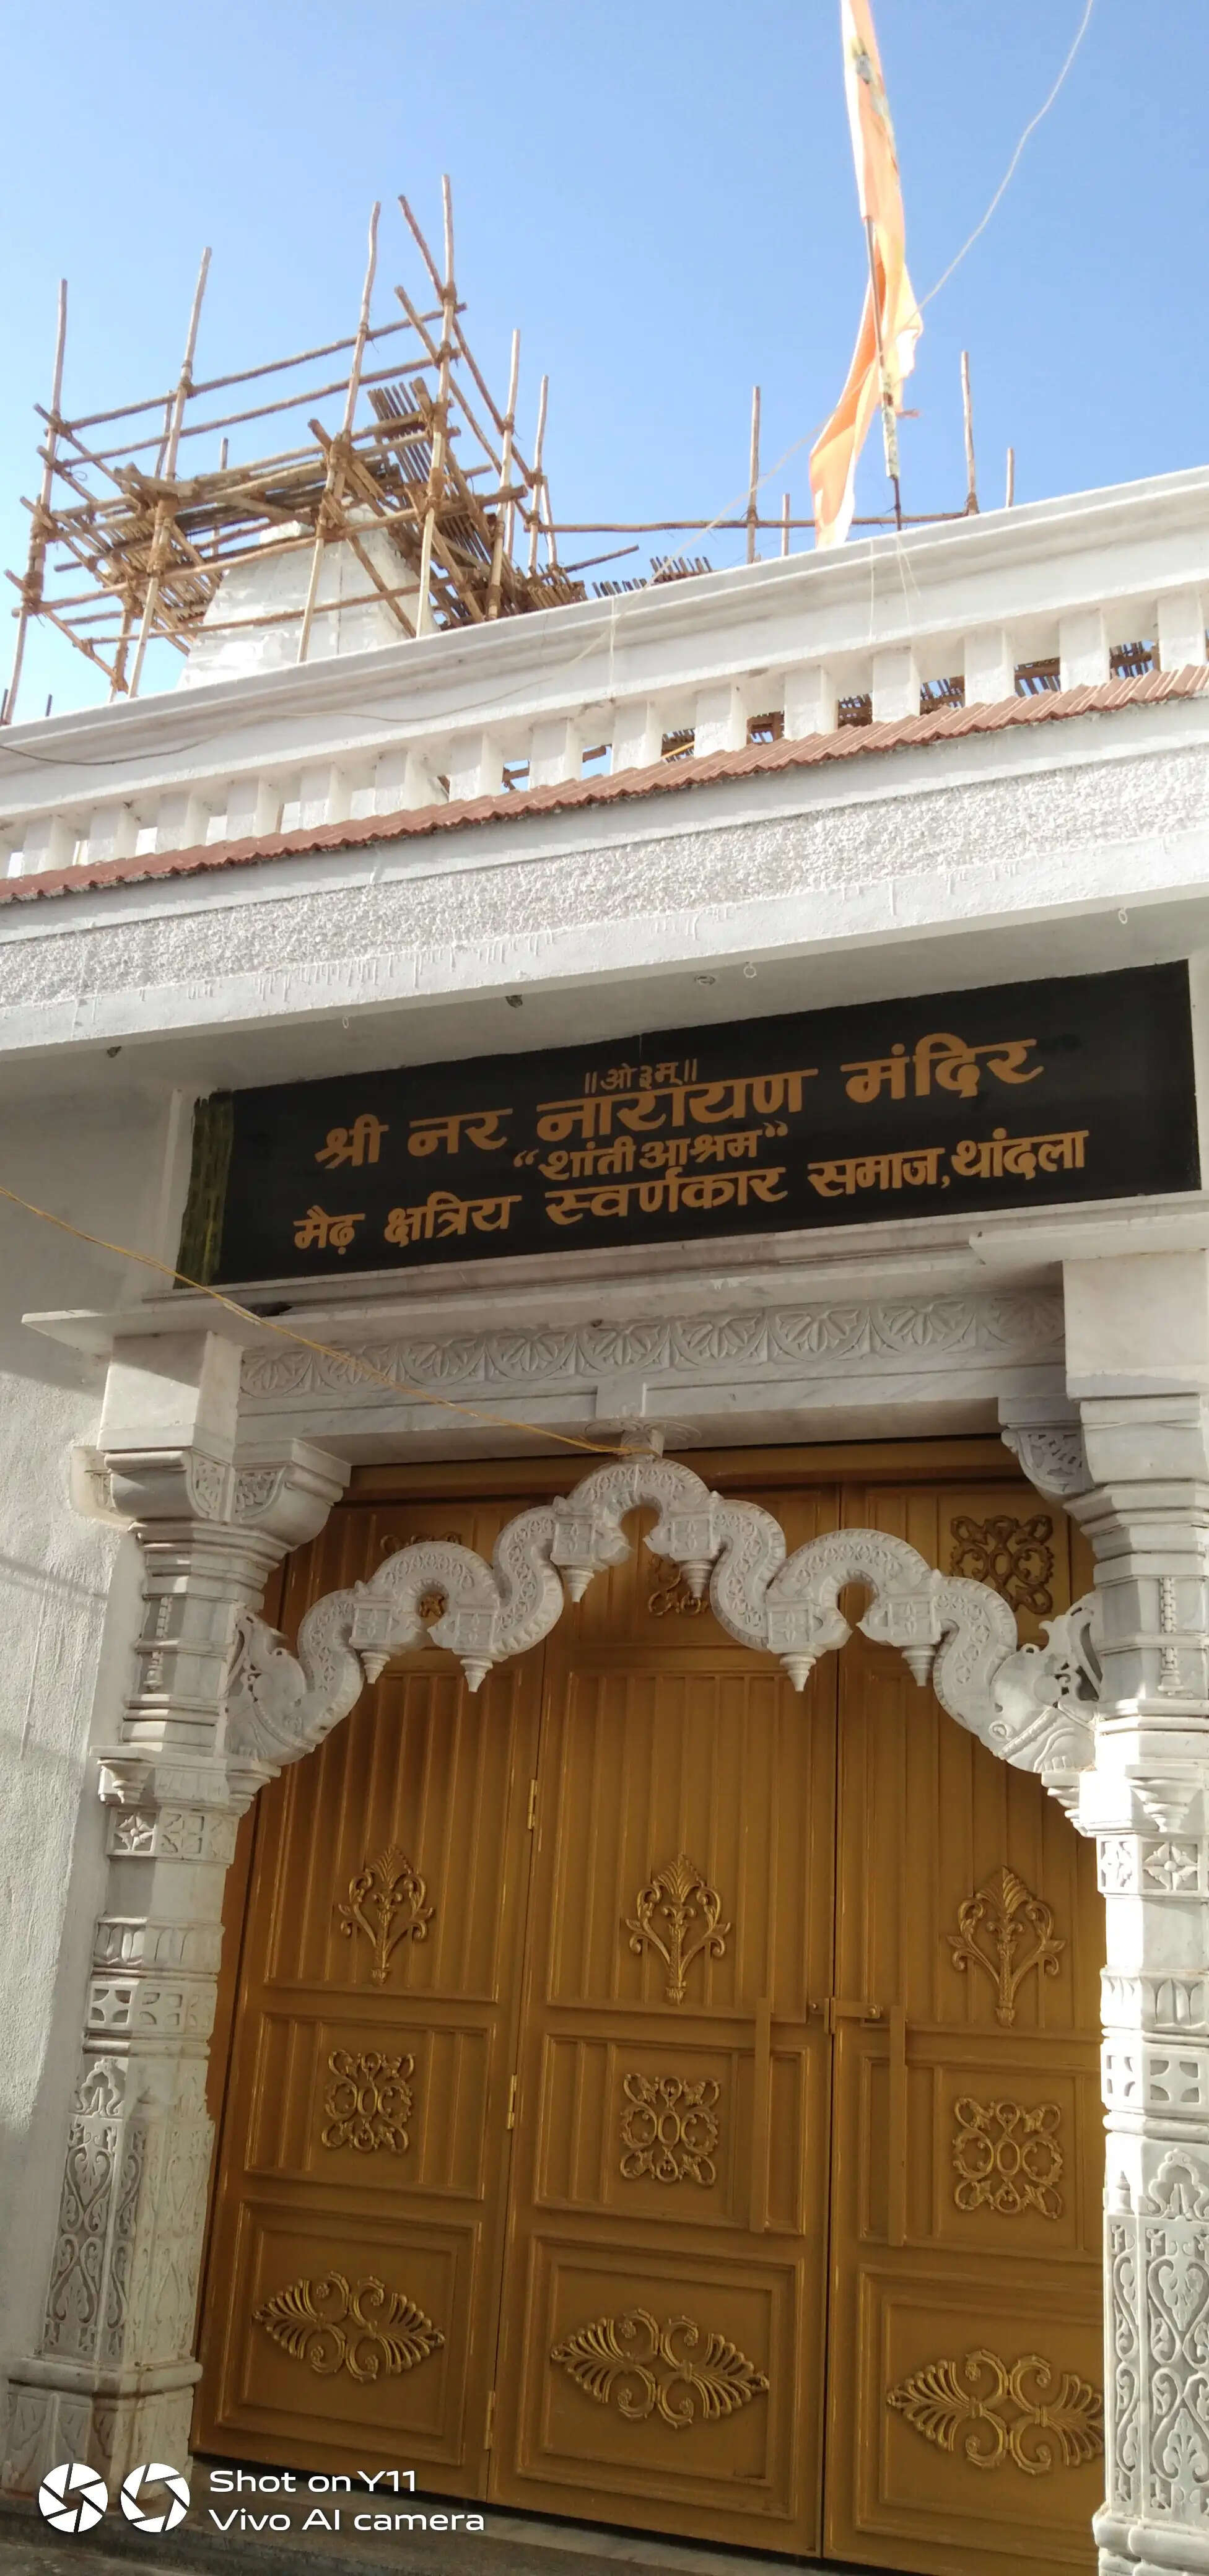 ॥ओ३म्॥
श्री नर नारायण मंदिर
“शांतीआश्रम”
मैढ़ क्षत्रिय स्वर्णकार समाज,थांदला
Shot on Y11
Vivo AI camera